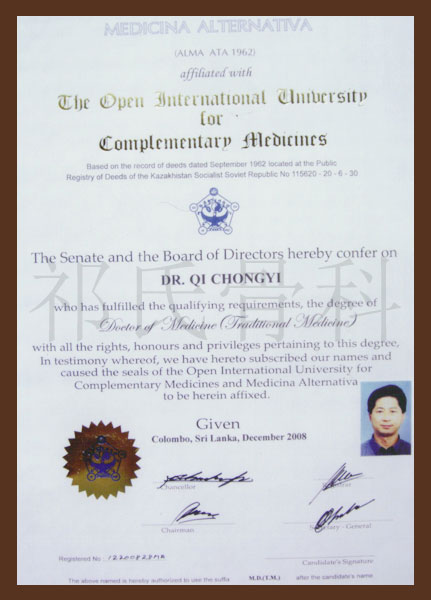 MEDICINA ALTERNATIVA
(ALMA ATA 1962)
affiliated with
The Open International University
for
Complementary Medicines
Based on the record of deeds dated September 1962 located at the Public
Registry of Deeds of the Kazakhstan Socialist Soviet Republic No 115620 - 20 - 6 - 30
The Senate and the Board of Directors hereby confer on
DR. QI CHONGYI
祁氏骨科
who has fulfilled the qualifying requirements, the degree of
Doctor of Medicine (Traditional Medicine)
with all the rights, honours and privileges pertaining to this degree.
In testimony whereof, we have hereto subscribed our names and
caused the seals of the Open International University for
Complementary Medicines and Medicina Alternativa
to be herein affixed.
Given
Colombo, Sri Lanka, December 2008
Chancellor
Chairman
Secretary - General
Registered No
Candidate's Signature
The above named is hereby authorized to use the suffix M.D.(T.M.) after the candidate's name